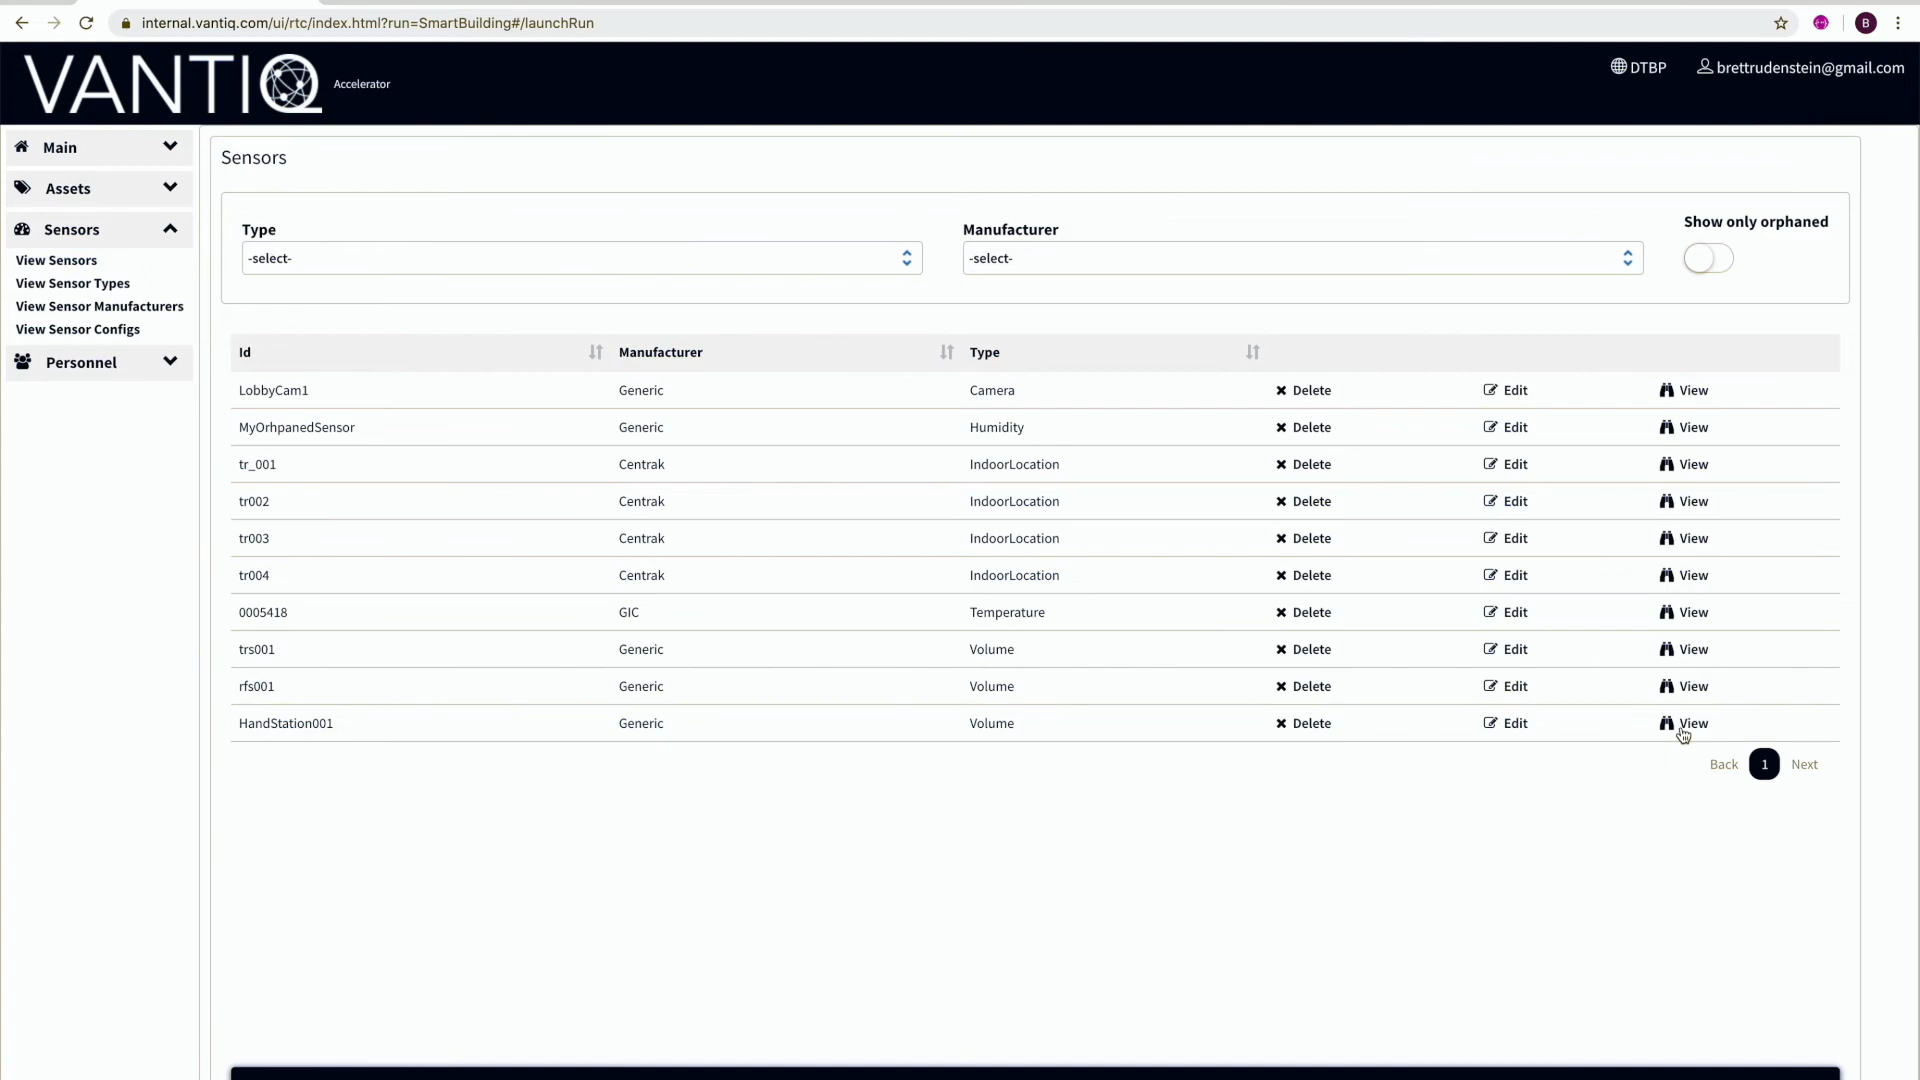 internal.vantiq.com/ui/rtc/index.html?run=SmartBuilding#/launchRun
B
VANTIQ Accelerator
DTBP
brettrudenstein@gmail.com
Main
Assets
Sensors
View Sensors
View Sensor Types
View Sensor Manufacturers
View Sensor Configs
Personnel
Sensors
Type Manufacturer Show only orphaned
-select- -select-
Id Manufacturer Type
LobbyCam1 Generic Camera Delete Edit View
MyOrhpanedSensor Generic Humidity Delete Edit View
tr_001 Centrak IndoorLocation Delete Edit View
tr002 Centrak IndoorLocation Delete Edit View
tr003 Centrak IndoorLocation Delete Edit View
tr004 Centrak IndoorLocation Delete Edit View
0005418 GIC Temperature Delete Edit View
trs001 Generic Volume Delete Edit View
rfs001 Generic Volume Delete Edit View
HandStation001 Generic Volume Delete Edit View
Back 1 Next